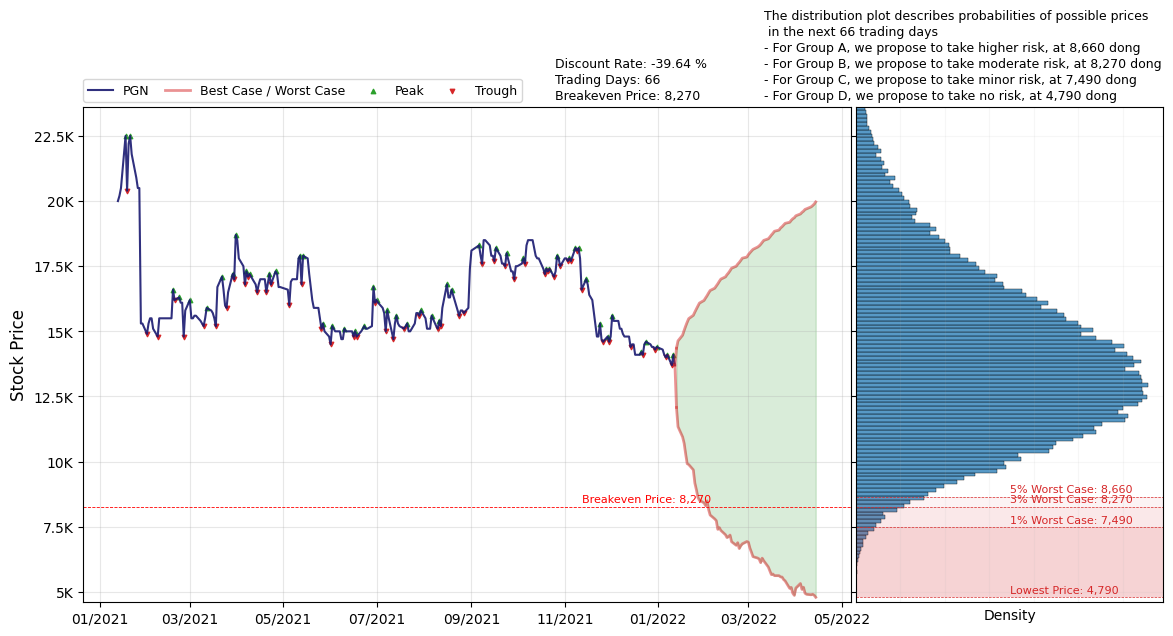 The distribution plot describes probabilities of possible prices
in the next 66 trading days
- For Group A, we propose to take higher risk, at 8,660 dong
- For Group B, we propose to take moderate risk, at 8,270 dong
- For Group C, we propose to take minor risk, at 7,490 dong
- For Group D, we propose to take no risk, at 4,790 dong
Discount Rate: -39.64 %
Trading Days: 66
Breakeven Price: 8,270
PGN
Best Case / Worst Case
Peak
Trough
Stock Price
22.5K
20K
17.5K
15K
12.5K
10K
7.5K
5K
Breakeven Price: 8,270
5% Worst Case: 8,660
3% Worst Case: 8,270
1% Worst Case: 7,490
Lowest Price: 4,790
01/2021
03/2021
05/2021
07/2021
09/2021
11/2021
01/2022
03/2022
05/2022
Density